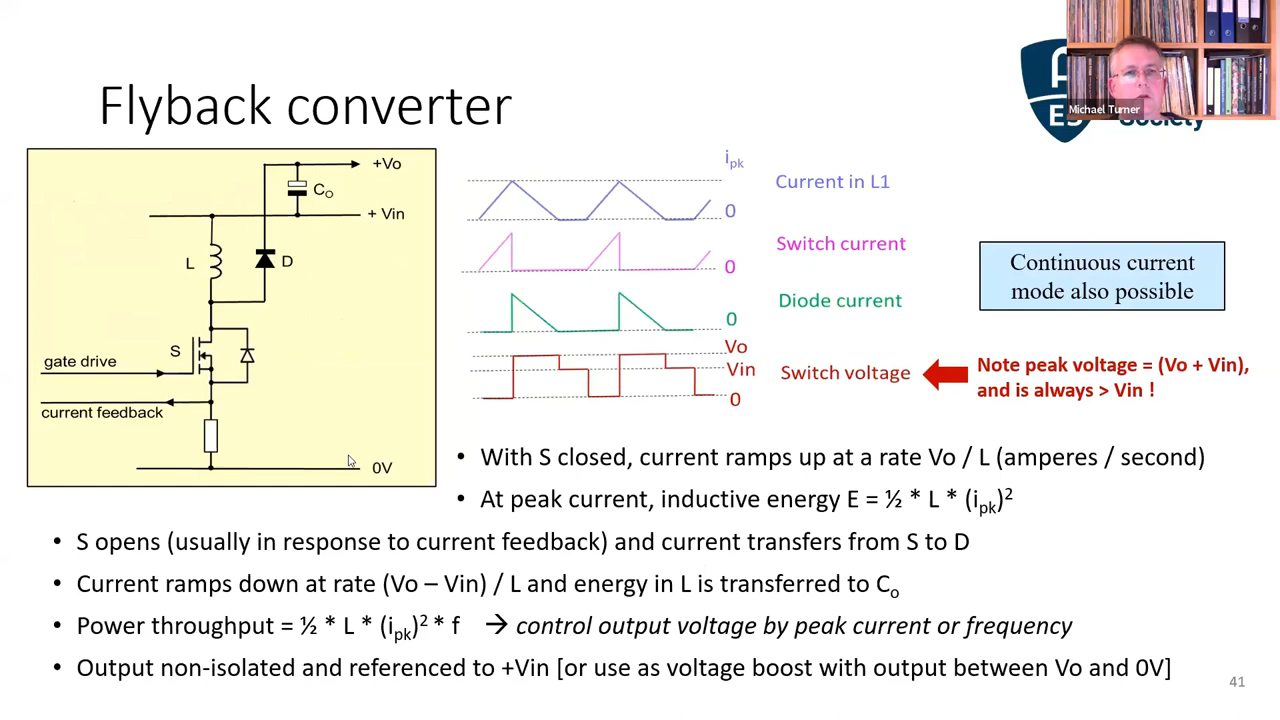 Flyback converter
Michael Turner
ES
Society
+Vo
Co
+ Vin
L
D
S
gate drive
current feedback
0V
ipk
0
Current in L1
Switch current
0
Diode current
0
Vo
Vin
0
Switch voltage
Continuous current
mode also possible
Note peak voltage = (Vo + Vin),
and is always > Vin !
• With S closed, current ramps up at a rate Vo / L (amperes / second)
• At peak current, inductive energy E = ½ * L * (ipk)2
• S opens (usually in response to current feedback) and current transfers from S to D
• Current ramps down at rate (Vo – Vin) / L and energy in L is transferred to Co
• Power throughput = ½ * L * (ipk)2 * f → control output voltage by peak current or frequency
• Output non-isolated and referenced to +Vin [or use as voltage boost with output between Vo and 0V]
41